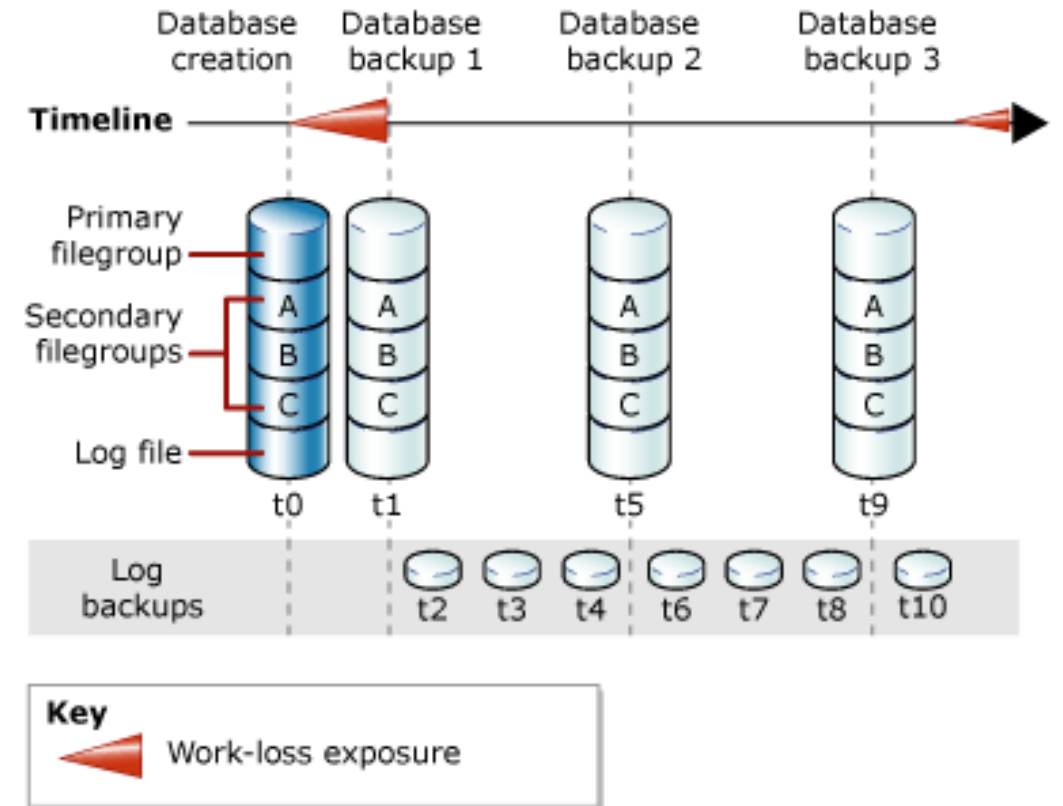 Database creation
Database backup 1
Database backup 2
Database backup 3
Timeline
Primary filegroup
Secondary filegroups
Log file
A
B
C
A
B
C
A
B
C
A
B
C
t0
t1
t5
t9
Log backups
t2
t3
t4
t6
t7
t8
t10
Key
Work-loss exposure